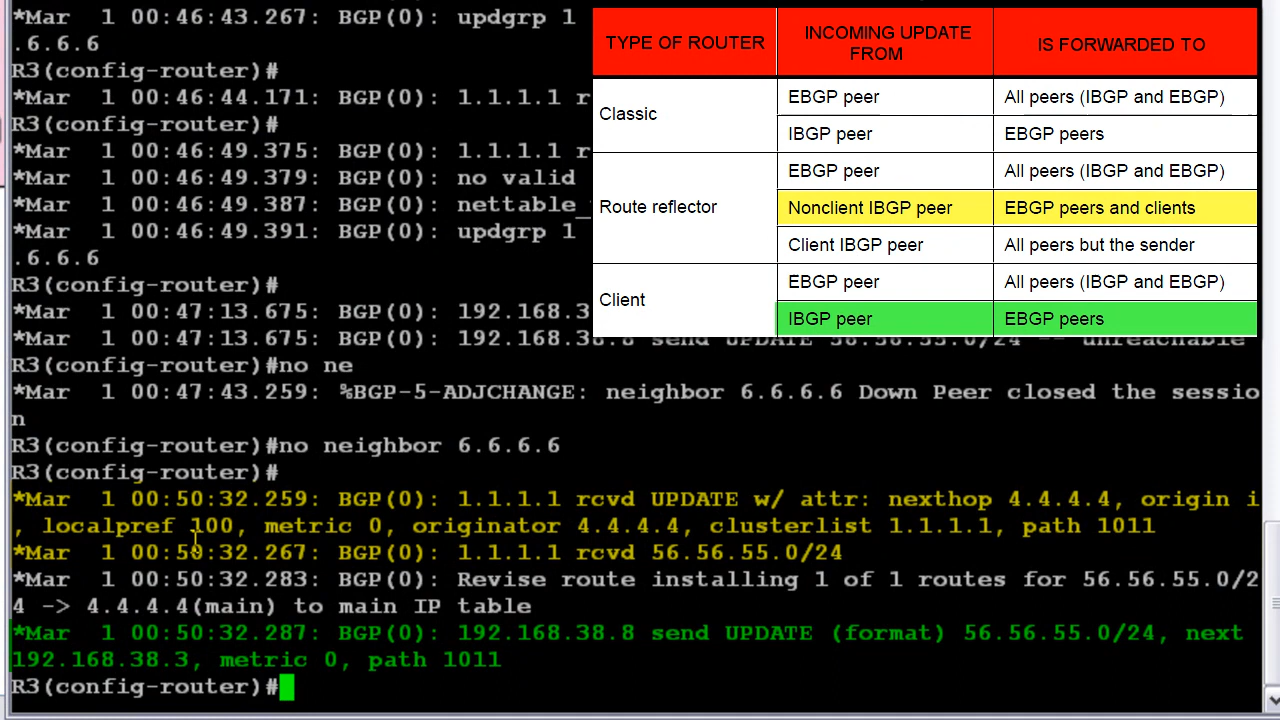 *Mar  1 00:46:43.267: BGP(0): updgrp 1
.6.6.6
R3(config-router)#
*Mar  1 00:46:44.171: BGP(0): 1.1.1.1 r
R3(config-router)#
*Mar  1 00:46:49.375: BGP(0): 1.1.1.1 r
*Mar  1 00:46:49.379: BGP(0): no valid
*Mar  1 00:46:49.387: BGP(0): nettable_
*Mar  1 00:46:49.391: BGP(0): updgrp 1
.6.6.6
R3(config-router)#
*Mar  1 00:47:13.675: BGP(0): 192.168.3
*Mar  1 00:47:13.675: BGP(0): 192.168.38.8 send UPDATE 56.56.55.0/24 -- unreachable
R3(config-router)#no ne
*Mar  1 00:47:43.259: %BGP-5-ADJCHANGE: neighbor 6.6.6.6 Down Peer closed the sessio
n
R3(config-router)#no neighbor 6.6.6.6
R3(config-router)#
*Mar  1 00:50:32.259: BGP(0): 1.1.1.1 rcvd UPDATE w/ attr: nexthop 4.4.4.4, origin i
, localpref 100, metric 0, originator 4.4.4.4, clusterlist 1.1.1.1, path 1011
*Mar  1 00:50:32.267: BGP(0): 1.1.1.1 rcvd 56.56.55.0/24
*Mar  1 00:50:32.283: BGP(0): Revise route installing 1 of 1 routes for 56.56.55.0/2
4 -> 4.4.4.4(main) to main IP table
*Mar  1 00:50:32.287: BGP(0): 192.168.38.8 send UPDATE (format) 56.56.55.0/24, next
192.168.38.3, metric 0, path 1011
R3(config-router)#
TYPE OF ROUTER
INCOMING UPDATE
FROM
IS FORWARDED TO
Classic
EBGP peer
All peers (IBGP and EBGP)
IBGP peer
EBGP peers
Route reflector
EBGP peer
All peers (IBGP and EBGP)
Nonclient IBGP peer
EBGP peers and clients
Client IBGP peer
All peers but the sender
Client
EBGP peer
All peers (IBGP and EBGP)
IBGP peer
EBGP peers